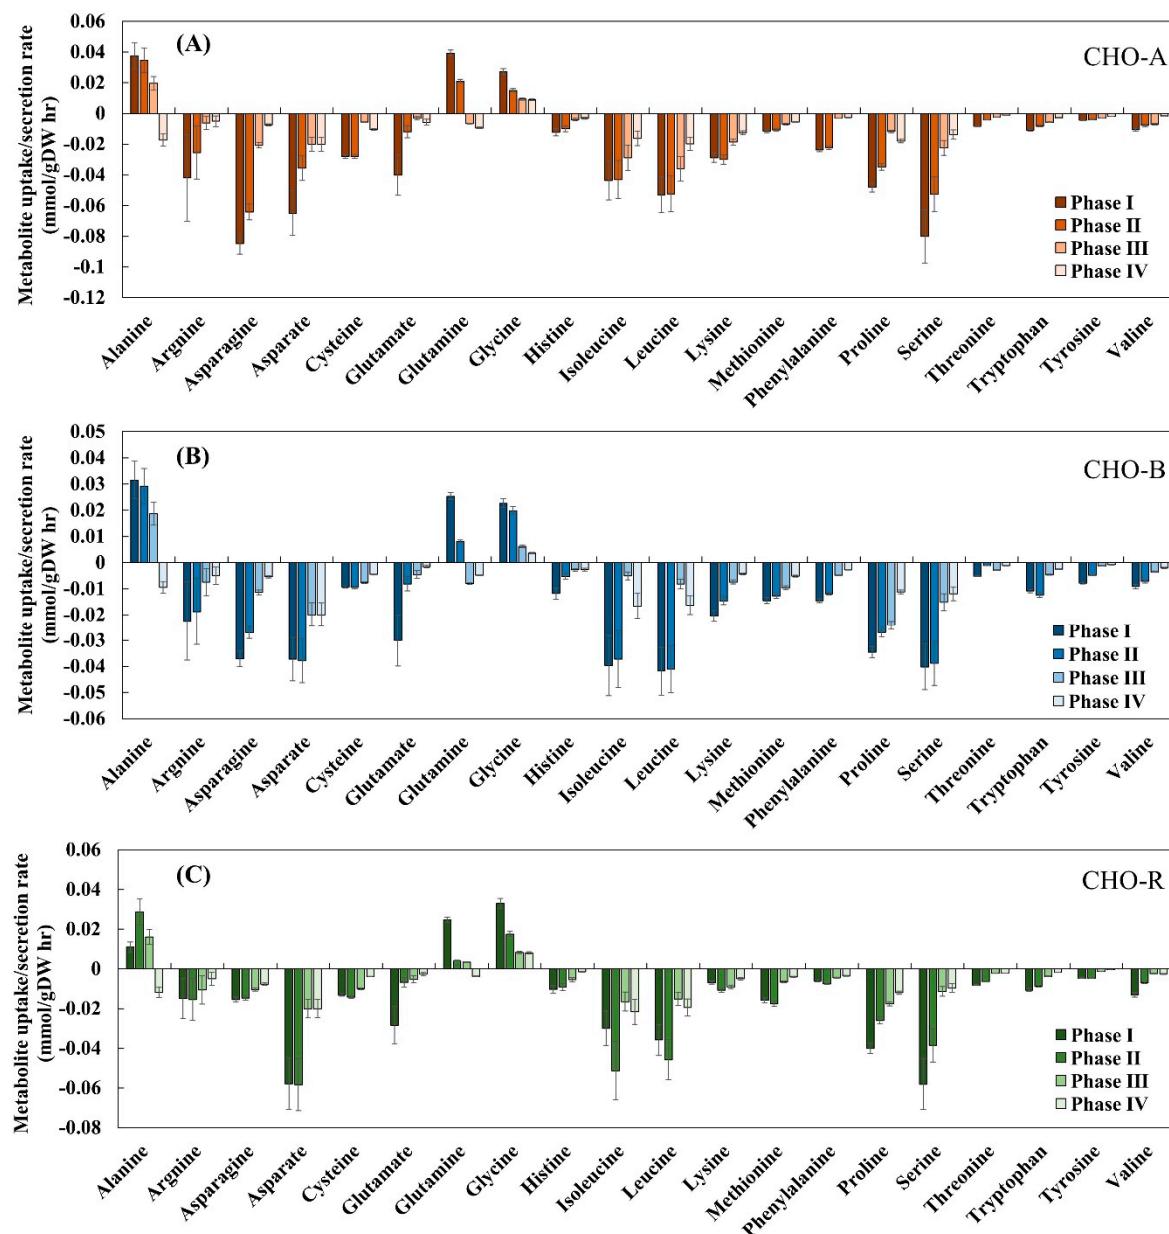 Metabolite uptake/secretion rate
(mmol/gDW hr)
0.06
0.04
0.02
0
-0.02
-0.04
-0.06
-0.08
-0.1
-0.12
(A)
CHO-A
Phase I
Phase II
Phase III
Phase IV
Alanine
Arginine
Asparagine
Asparate
Cysteine
Glutamate
Glutamine
Glycine
Histine
Isoleucine
Leucine
Lysine
Methionine
Phenylalanine
Proline
Serine
Threonine
Tryptophan
Tyrosine
Valine
Metabolite uptake/secretion rate
(mmol/gDW hr)
0.05
0.04
0.03
0.02
0.01
0
-0.01
-0.02
-0.03
-0.04
-0.05
-0.06
(B)
CHO-B
Phase I
Phase II
Phase III
Phase IV
Alanine
Arginine
Asparagine
Asparate
Cysteine
Glutamate
Glutamine
Glycine
Histine
Isoleucine
Leucine
Lysine
Methionine
Phenylalanine
Proline
Serine
Threonine
Tryptophan
Tyrosine
Valine
Metabolite uptake/secretion rate
(mmol/gDW hr)
0.06
0.04
0.02
0
-0.02
-0.04
-0.06
-0.08
(C)
CHO-R
Phase I
Phase II
Phase III
Phase IV
Alanine
Arginine
Asparagine
Asparate
Cysteine
Glutamate
Glutamine
Glycine
Histine
Isoleucine
Leucine
Lysine
Methionine
Phenylalanine
Proline
Serine
Threonine
Tryptophan
Tyrosine
Valine